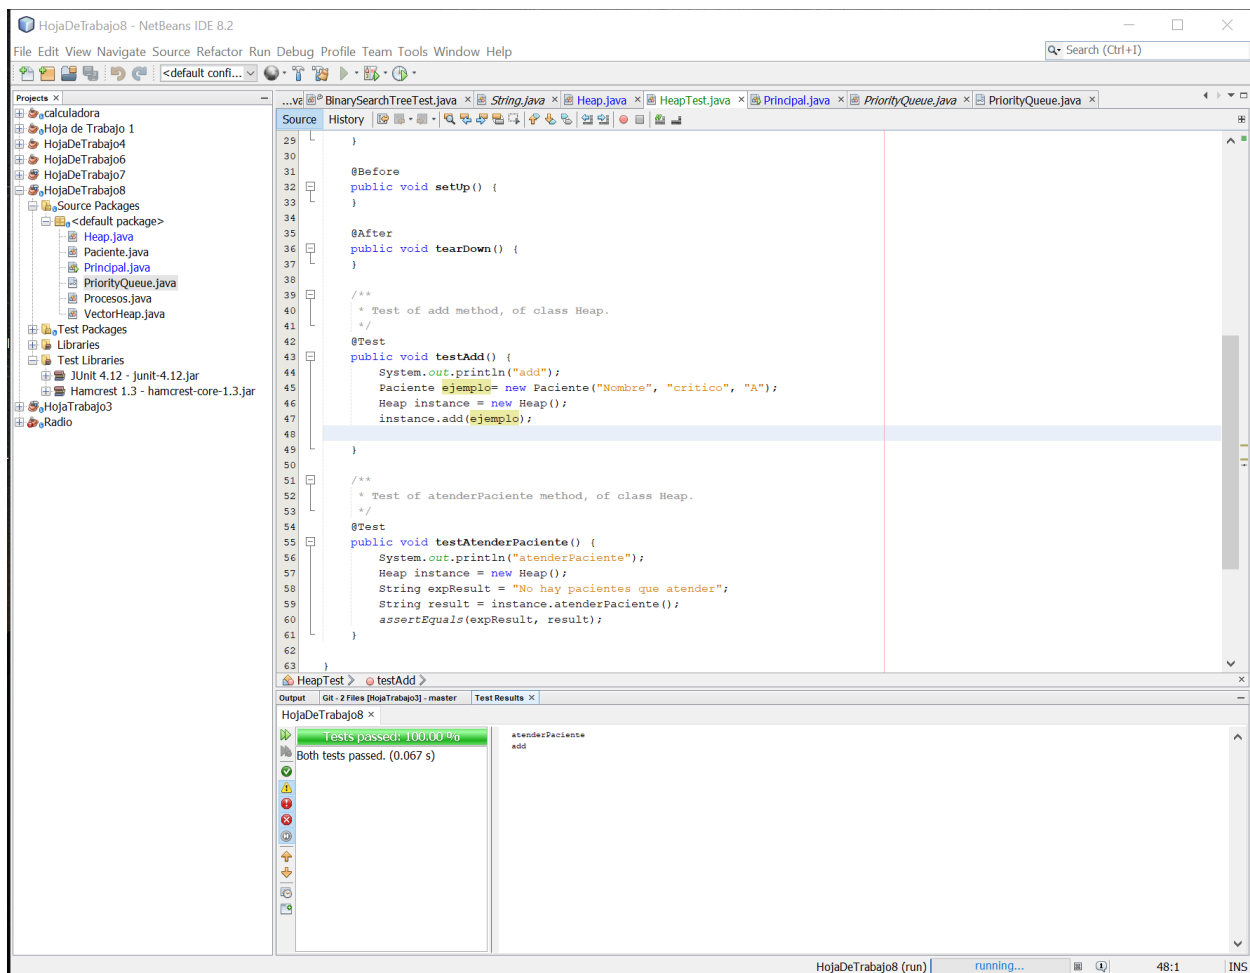 HojaDeTrabajo8 - NetBeans IDE 8.2
File Edit View Navigate Source Refactor Run Debug Profile Team Tools Window Help
Search (Ctrl+I)
<default confi...
Projects
calculadora
Hoja de Trabajo 1
HojaDeTrabajo4
HojaDeTrabajo6
HojaDeTrabajo7
HojaDeTrabajo8
Source Packages
<default package>
Heap.java
Paciente.java
Principal.java
PriorityQueue.java
Procesos.java
VectorHeap.java
Test Packages
Libraries
Test Libraries
JUnit 4.12 - junit-4.12.jar
Hamcrest 1.3 - hamcrest-core-1.3.jar
HojaTrabajo3
Radio
...va BinarySearchTreeTest.java String.java Heap.java HeapTest.java Principal.java PriorityQueue.java PriorityQueue.java
Source History
29 }
30
31 @Before
32 public void setUp() {
33 }
34
35 @After
36 public void tearDown() {
37 }
38
39 /**
40 * Test of add method, of class Heap.
41 */
42 @Test
43 public void testAdd() {
44 System.out.println("add");
45 Paciente ejemplo= new Paciente("Nombre", "critico", "A");
46 Heap instance = new Heap();
47 instance.add(ejemplo);
48
49 }
50
51 /**
52 * Test of atenderPaciente method, of class Heap.
53 */
54 @Test
55 public void testAtenderPaciente() {
56 System.out.println("atenderPaciente");
57 Heap instance = new Heap();
58 String expResult = "No hay pacientes que atender";
59 String result = instance.atenderPaciente();
60 assertEquals(expResult, result);
61 }
62
63 }
HeapTest testAdd
Output Git - 2 Files [HojaTrabajo3] - master Test Results
HojaDeTrabajo8
Tests passed: 100.00 %
Both tests passed. (0.067 s)
atenderPaciente
add
HojaDeTrabajo8 (run) running... 48:1 INS